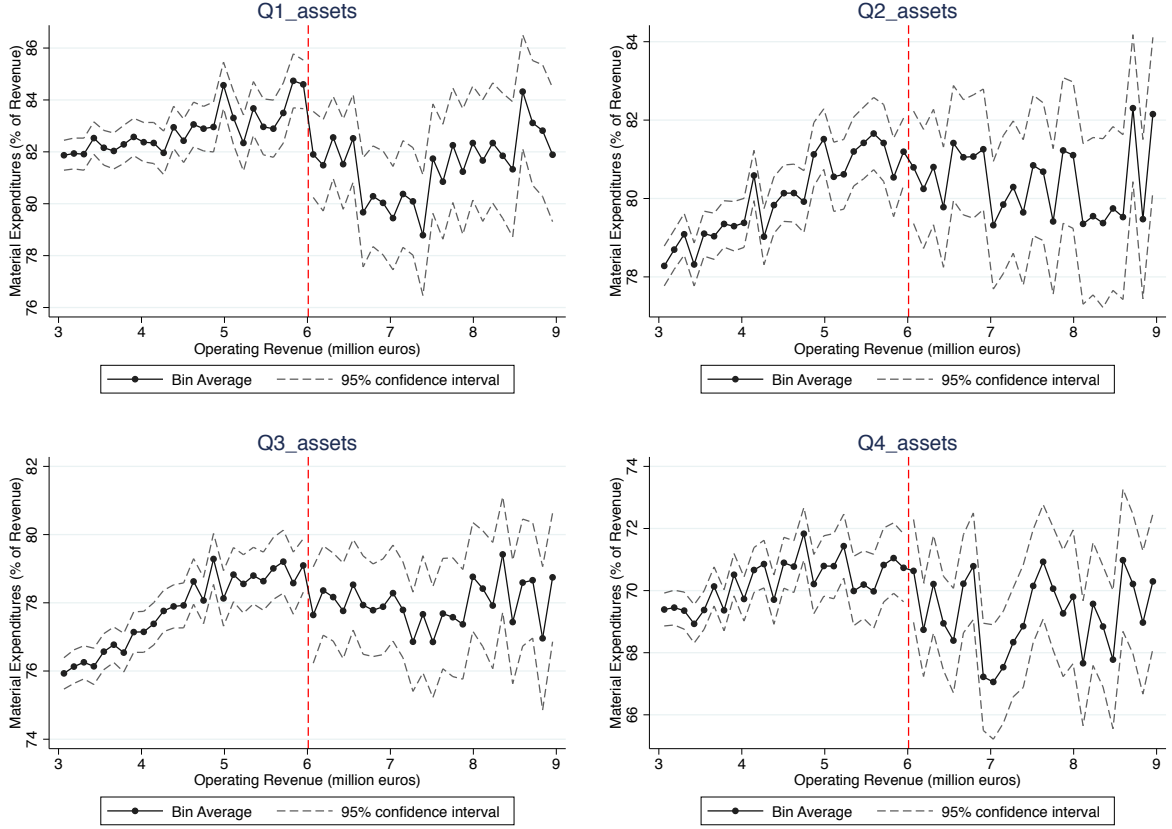 Q1_assets
Material Expenditures (% of Revenue)
86
84
82
80
78
76
3 4 5 6 7 8 9
Operating Revenue (million euros)
Bin Average 95% confidence interval
Q2_assets
Material Expenditures (% of Revenue)
84
82
80
78
3 4 5 6 7 8 9
Operating Revenue (million euros)
Bin Average 95% confidence interval
Q3_assets
Material Expenditures (% of Revenue)
82
80
78
76
74
3 4 5 6 7 8 9
Operating Revenue (million euros)
Bin Average 95% confidence interval
Q4_assets
Material Expenditures (% of Revenue)
74
72
70
68
66
3 4 5 6 7 8 9
Operating Revenue (million euros)
Bin Average 95% confidence interval